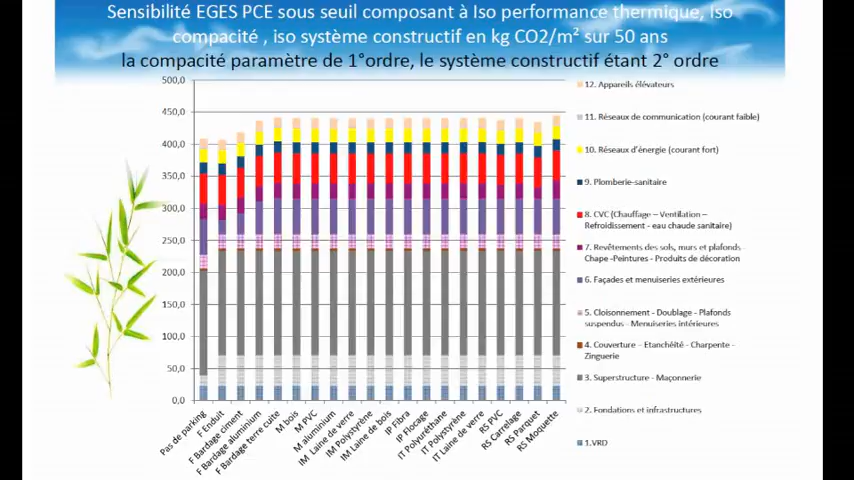 Sensibilité EGES PCE sous seuil composant à Iso performance thermique, Iso
compacité , iso système constructif en kg CO2/m² sur 50 ans
la compacité paramètre de 1°ordre, le système constructif étant 2° ordre
500,0
450,0
400,0
350,0
300,0
250,0
200,0
150,0
100,0
50,0
0,0
Pas de parking
F Enduit
F Bardage ciment
F Bardage aluminium
F Bardage terre cuite
M bois
M PVC
M aluminium
IM Laine de verre
IM Polystyrène
IM Laine de bois
IP Fibra
IP Flocage
IT Polyuréthane
IT Polystyrène
IT Laine de verre
RS PVC
RS Carrelage
RS Parquet
RS Moquette
12. Appareils élévateurs
11. Réseaux de communication (courant faible)
10. Réseaux d'énergie (courant fort)
9. Plomberie-sanitaire
8. CVC (Chauffage – Ventilation –
Refroidissement - eau chaude sanitaire)
7. Revêtements des sols, murs et plafonds -
Chape -Peintures - Produits de décoration
6. Façades et menuiseries extérieures
5. Cloisonnement - Doublage - Plafonds
suspendus - Menuiseries intérieures
4. Couverture – Etanchéité - Charpente -
Zinguerie
3. Superstructure - Maçonnerie
2. Fondations et infrastructures
1.VRD